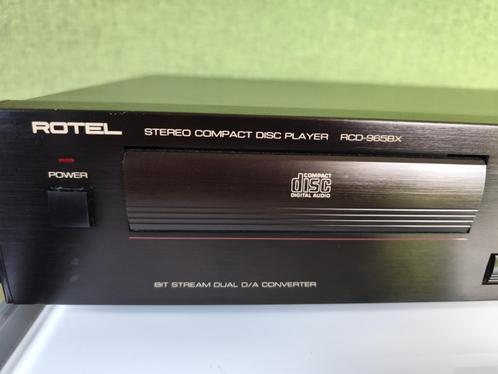 ROTEL STEREO COMPACT DISC PLAYER RCD-965BX
POWER
COMPACT
disc
DIGITAL AUDIO
BIT STREAM DUAL D/A CONVERTER